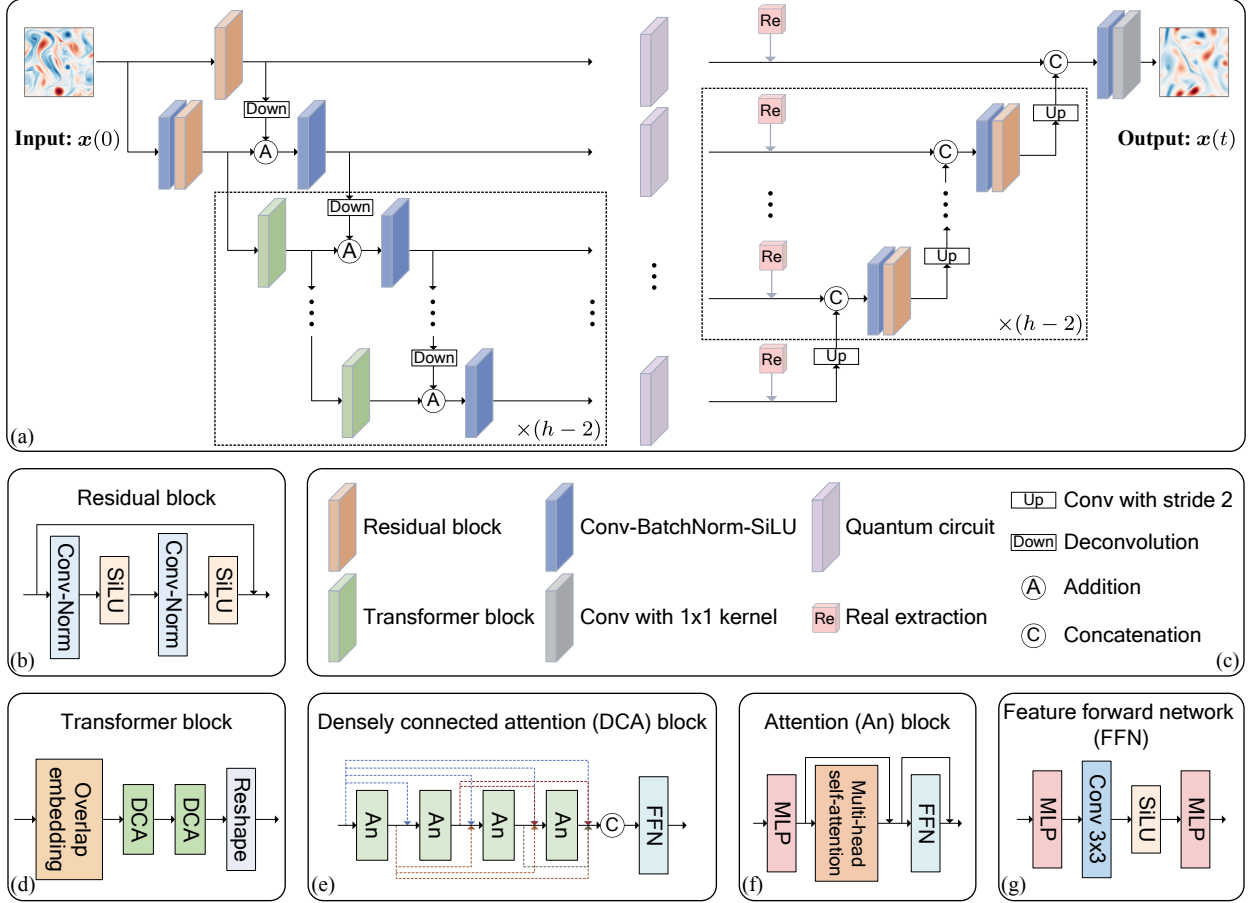 Re
Down
Up
C
Input: x(0)
A
Re
C
Output: x(t)
Down
A
Re
Up
C
×(h − 2)
Down
Re
Up
A
×(h − 2)
(a)
Residual block
Conv-Norm
SiLU
Conv-Norm
SiLU
(b)
Residual block
Conv-BatchNorm-SiLU
Quantum circuit
Up Conv with stride 2
Down Deconvolution
Transformer block
Conv with 1x1 kernel
Re Real extraction
A Addition
C Concatenation
(c)
Transformer block
Overlap
embedding
DCA
DCA
Reshape
(d)
Densely connected attention (DCA) block
An
An
An
An
C
FFN
(e)
Attention (An) block
MLP
Multi-head
self-attention
FFN
(f)
Feature forward network
(FFN)
MLP
Conv 3x3
SiLU
MLP
(g)